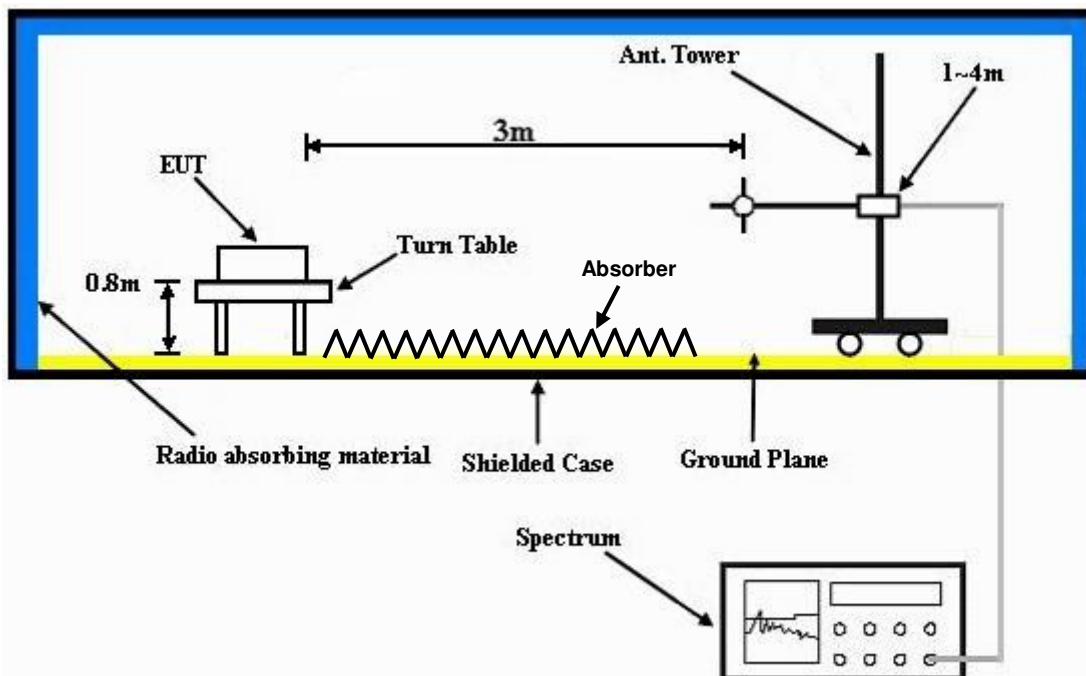 Ant. Tower
1~4m
3m
EUT
Turn Table
Absorber
0.8m
Radio absorbing material
Shielded Case
Ground Plane
Spectrum